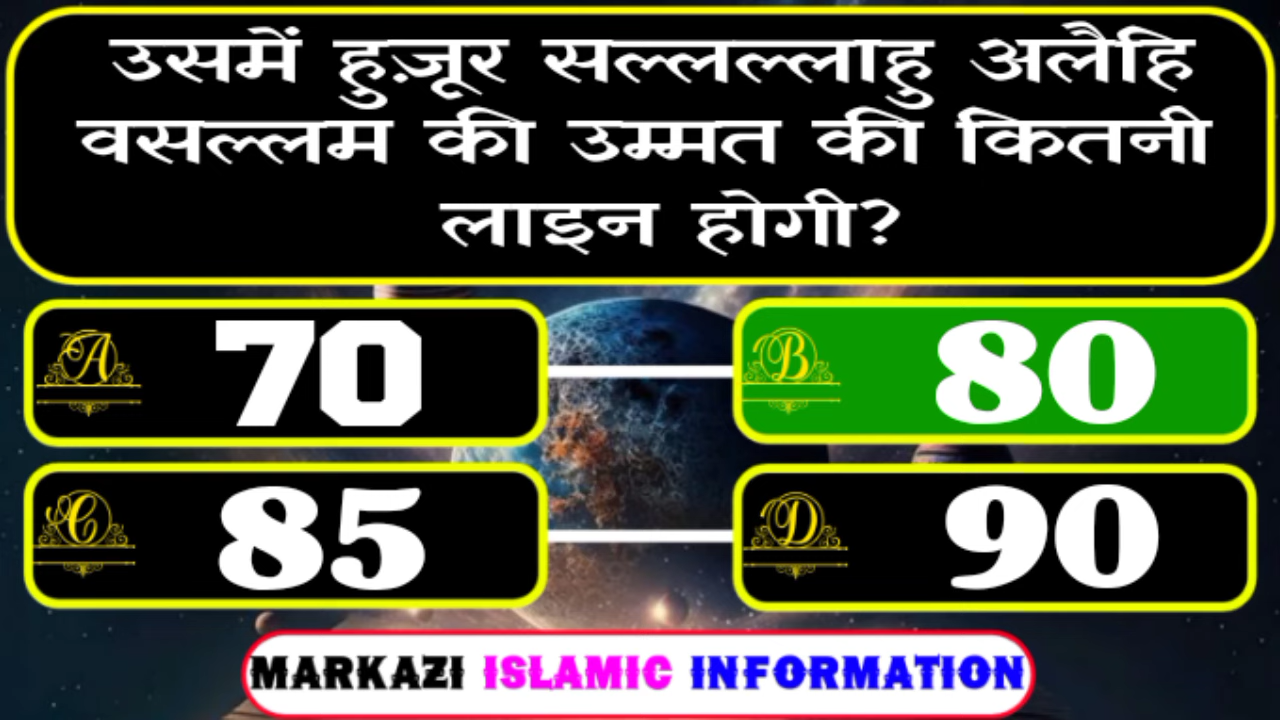 उसमें हुज़ूर सल्लल्लाहु अलैहि
वसल्लम की उम्मत की कितनी
लाइन होगी?
A 70
B 80
C 85
D 90
MARKAZI ISLAMIC INFORMATION